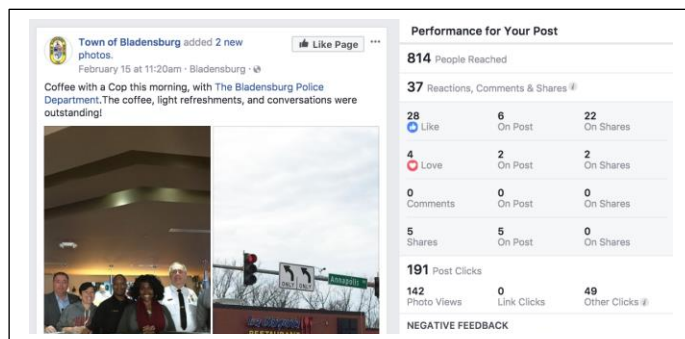 Town of Bladensburg added 2 new
photos.
February 15 at 11:20am · Bladensburg ·
Like Page
Coffee with a Cop this morning, with The Bladensburg Police
Department.The coffee, light refreshments, and conversations were
outstanding!
ONLY ONLY
Annapolis
RESTAURANT
Performance for Your Post
814 People Reached
37 Reactions, Comments & Shares
28 6 22
Like On Post On Shares
4 2 2
Love On Post On Shares
0 0 0
Comments On Post On Shares
5 5 0
Shares On Post On Shares
191 Post Clicks
142 0 49
Photo Views Link Clicks Other Clicks
NEGATIVE FEEDBACK